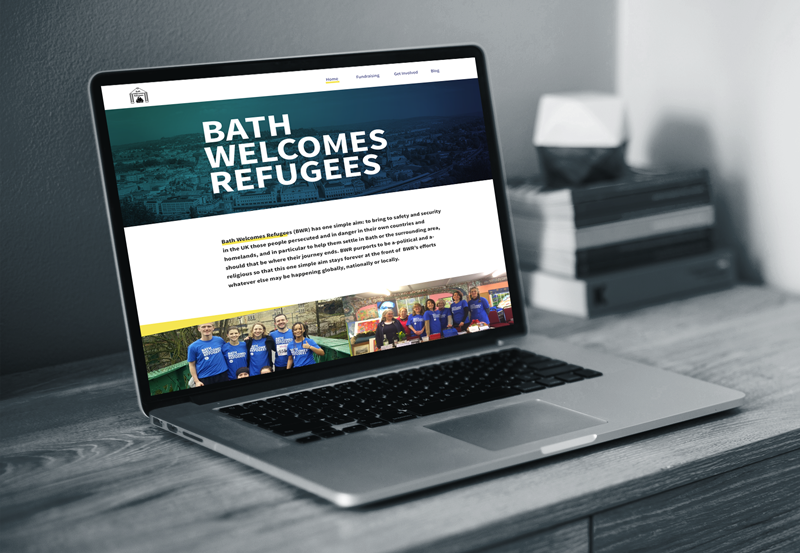 Home Fundraising Get Involved Blog
BATH
WELCOMES
REFUGEES
Bath Welcomes Refugees (BWR) has one simple aim: to bring to safety and security
in the UK those people persecuted and in danger in their own countries and
homelands, and in particular to help them settle in Bath or the surrounding area,
should that be where their journey ends. BWR purports to be a-political and a-
religious so that this one simple aim stays forever at the front of BWR's efforts
whatever else may be happening globally, nationally or locally.